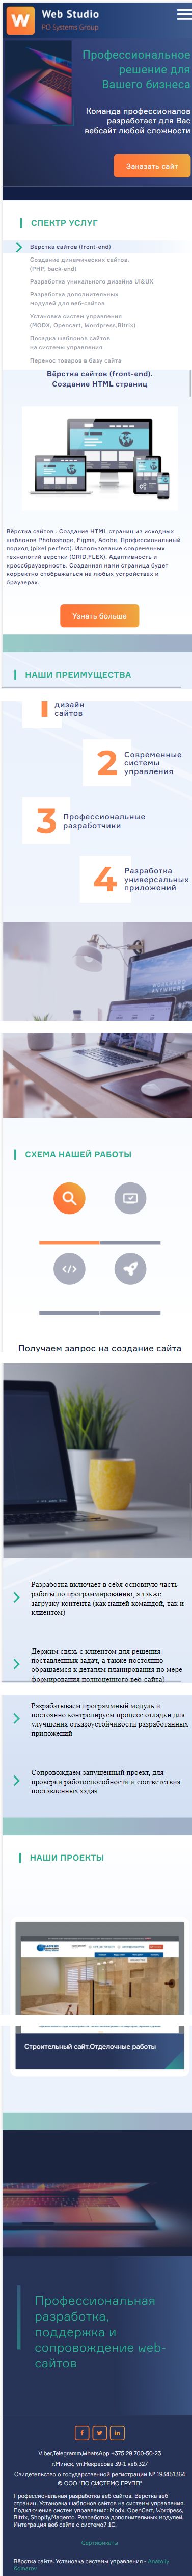 W Web Studio
PO Systems Group
Профессиональное
решение для
Вашего бизнеса
Команда профессионалов
разработает для Вас
вебсайт любой сложности
Заказать сайт
СПЕКТР УСЛУГ
Вёрстка сайтов (front-end)
Создание динамических сайтов.
(PHP, back-end)
Разработка уникального дизайна UI&UX
Разработка дополнительных
модулей для веб-сайтов
Установка систем управления
(MODX, Opencart, Wordpress,Bitrix)
Посадка шаблонов сайтов
на системы управления
Перенос товаров в базу сайта
Вёрстка сайтов (front-end).
Создание HTML страниц
Вёрстка сайтов . Создание HTML страниц из исходных
шаблонов Photoshope, Figma, Adobe. Профессиональный
подход (pixel perfect). Использование современных
технологий вёрстки (GRID,FLEX). Адативность и
кроссбраузерность. Созданная нами страница будет
корректно отображаться на любых устройствах и
браузерах.
Узнать больше
НАШИ ПРЕИМУЩЕСТВА
1 дизайн
сайтов
2 Современные
системы
управления
3 Профессиональные
разработчики
4 Разработка
универсальных
приложений
СХЕМА НАШЕЙ РАБОТЫ
Получаем запрос на создание сайта
Разработка включает в себя основную часть
работы по программированию, а также
загрузку контента (как нашей командой, так и
клиентом)
Держим связь с клиентом для решения
поставленных задач, а также постоянно
обращаемся к деталям планирования по мере
формирования полноценного веб-сайта)
Разрабатываем программный модуль и
постоянно контролируем процесс отладки для
улучшения отказоустойчивости разработанных
приложений
Сопровождаем запущенный проект, для
проверки работоспособности и соответствия
поставленных задач
НАШИ ПРОЕКТЫ
Строительный сайт.Отделочные работы
Профессиональная
разработка,
поддержка и
сопровождение web-
сайтов
Viber,Telegramm,WhatsApp +375 29 700-50-23
г.Минск, ул.Некрасова 39-1 каб.327
Свидетельство о государственной регистрации № 193451364
© ООО "ПО СИСТЕМС ГРУПП"
Профессиональная разработка веб сайтов. Верстка веб
страниц. Установка шаблонов сайтов на системы управления.
Подключение систем управления: Modx, OpenCart, Wordpess,
Bitrix, Shopify,Magento. Разработка дополнительных модулей.
Интеграция веб сайта с системой 1С.
Сертификаты
Вёрстка сайта. Установка системы управления - Anatoliy
Komarov